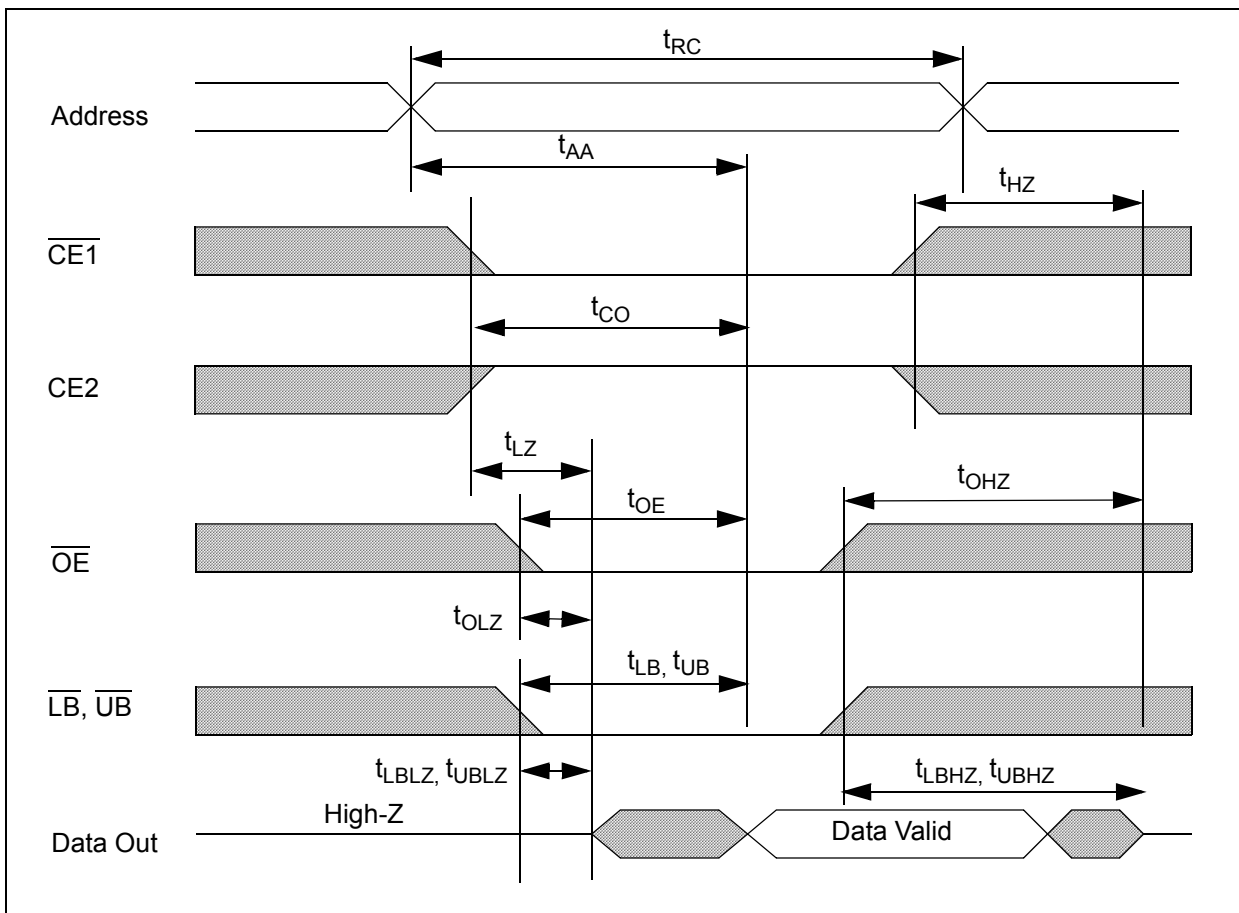 tRC
Address
tAA
tHZ
CE1
tCO
CE2
tLZ
tOHZ
tOE
OE
tOLZ
tLB, tUB
LB, UB
tLBLZ, tUBLZ
tLBHZ, tUBHZ
High-Z
Data Valid
Data Out